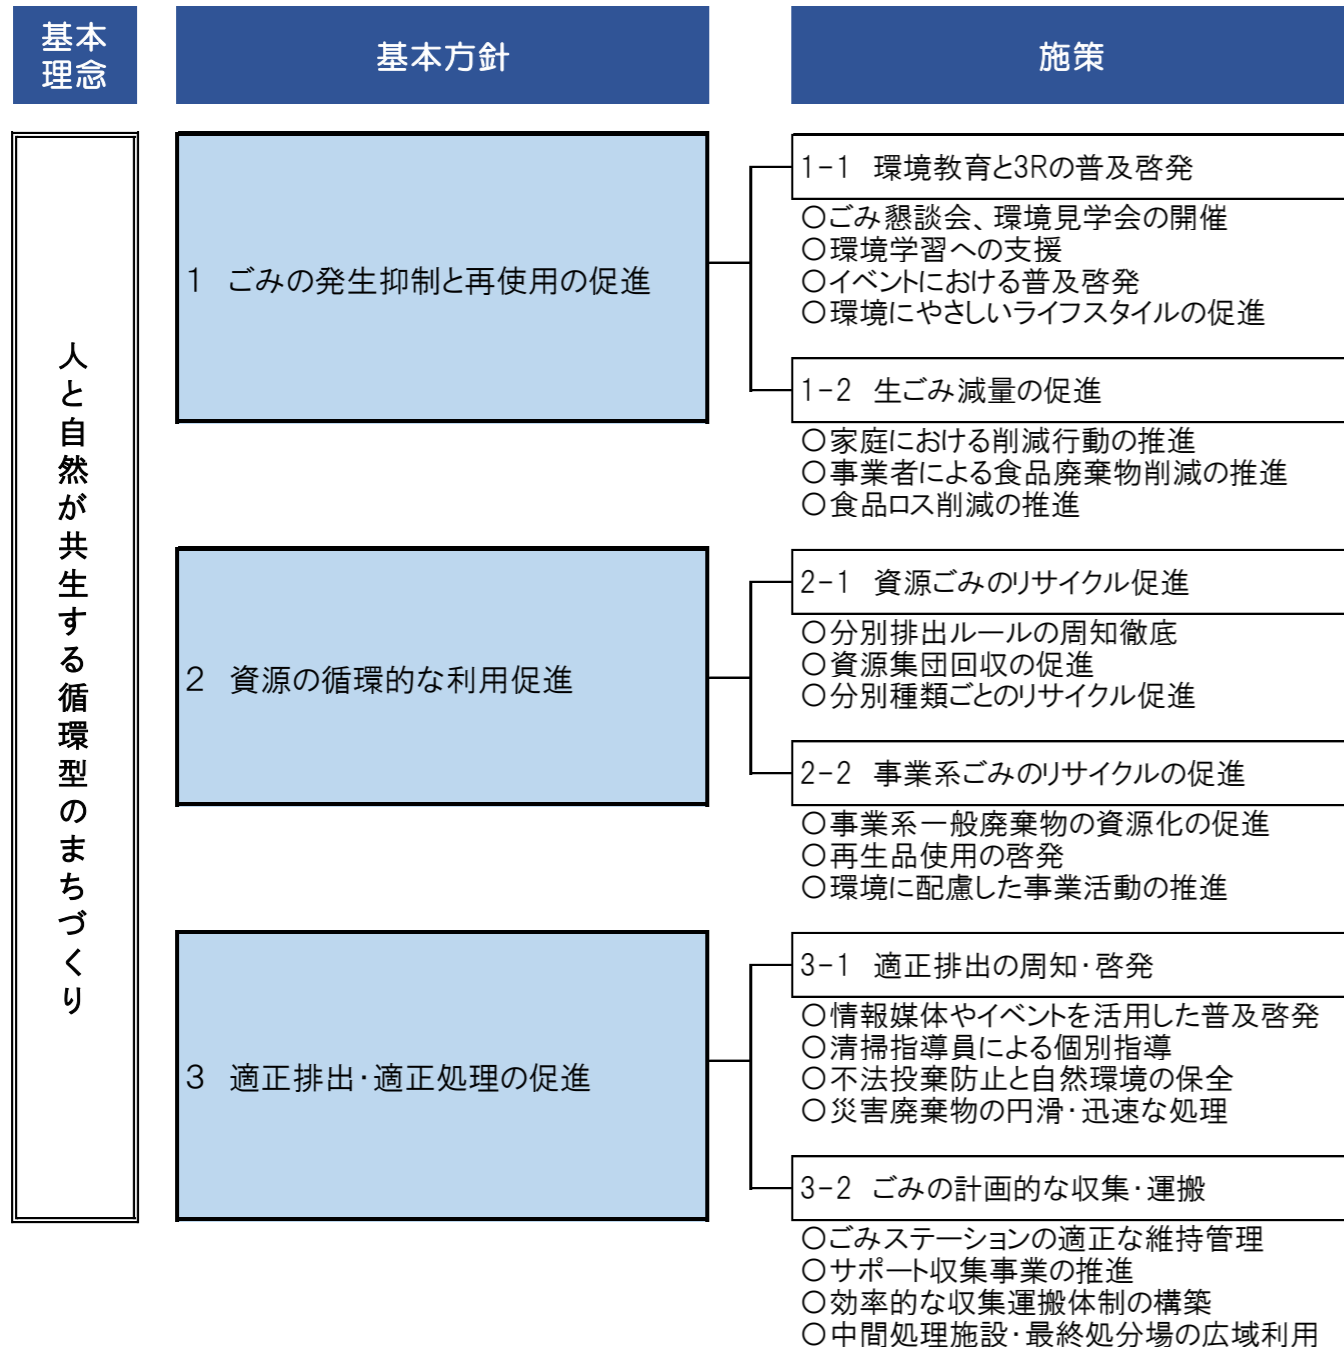 基本
理念
基本方針
施策
人と自然が共生する循環型のまちづくり
1 ごみの発生抑制と再使用の促進
1-1 環境教育と3Rの普及啓発
○ごみ懇談会、環境見学会の開催
○環境学習への支援
○イベントにおける普及啓発
○環境にやさしいライフスタイルの促進
1-2 生ごみ減量の促進
○家庭における削減行動の推進
○事業者による食品廃棄物削減の推進
○食品ロス削減の推進
2 資源の循環的な利用促進
2-1 資源ごみのリサイクル促進
○分別排出ルールの周知徹底
○資源集団回収の促進
○分別種類ごとのリサイクル促進
2-2 事業系ごみのリサイクルの促進
○事業系一般廃棄物の資源化の促進
○再生品使用の啓発
○環境に配慮した事業活動の推進
3 適正排出・適正処理の促進
3-1 適正排出の周知・啓発
○情報媒体やイベントを活用した普及啓発
○清掃指導員による個別指導
○不法投棄防止と自然環境の保全
○災害廃棄物の円滑・迅速な処理
3-2 ごみの計画的な収集・運搬
○ごみステーションの適正な維持管理
○サポート収集事業の推進
○効率的な収集運搬体制の構築
○中間処理施設・最終処分場の広域利用